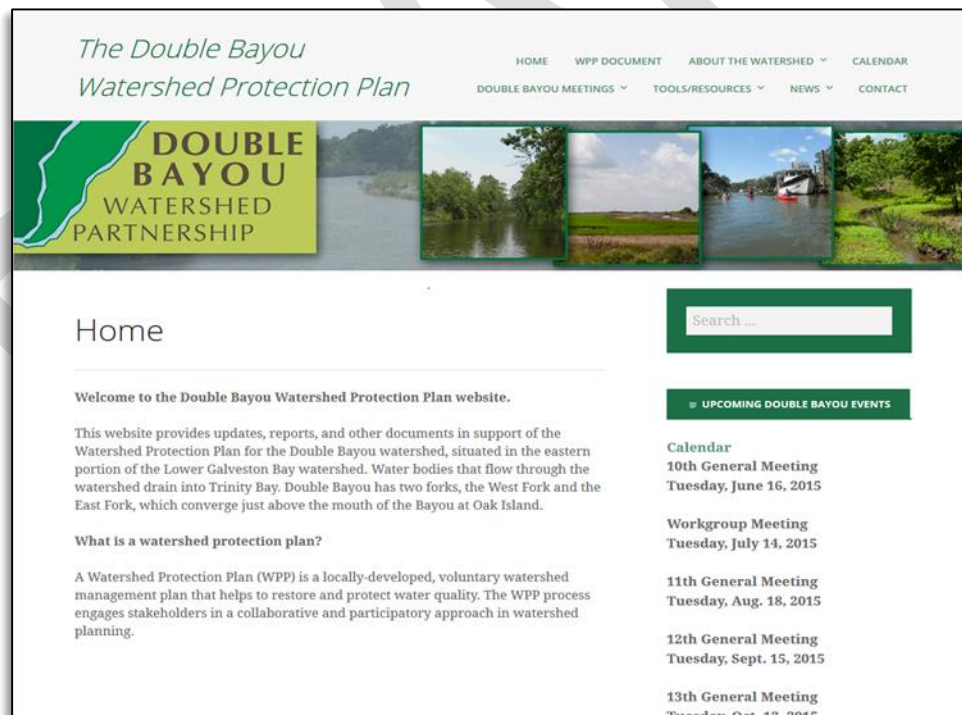 The Double Bayou
Watershed Protection Plan
HOME WPP DOCUMENT ABOUT THE WATERSHED CALENDAR
DOUBLE BAYOU MEETINGS TOOLS/RESOURCES NEWS CONTACT
DOUBLE
BAYOU
WATERSHED
PARTNERSHIP
Home
Welcome to the Double Bayou Watershed Protection Plan website.
This website provides updates, reports, and other documents in support of the
Watershed Protection Plan for the Double Bayou watershed, situated in the eastern
portion of the Lower Galveston Bay watershed. Water bodies that flow through the
watershed drain into Trinity Bay. Double Bayou has two forks, the West Fork and the
East Fork, which converge just above the mouth of the Bayou at Oak Island.
What is a watershed protection plan?
A Watershed Protection Plan (WPP) is a locally-developed, voluntary watershed
management plan that helps to restore and protect water quality. The WPP process
engages stakeholders in a collaborative and participatory approach in watershed
planning.
Search ...
UPCOMING DOUBLE BAYOU EVENTS
Calendar
10th General Meeting
Tuesday, June 16, 2015
Workgroup Meeting
Tuesday, July 14, 2015
11th General Meeting
Tuesday, Aug. 18, 2015
12th General Meeting
Tuesday, Sept. 15, 2015
13th General Meeting
Tuesday, Oct. 13, 2015